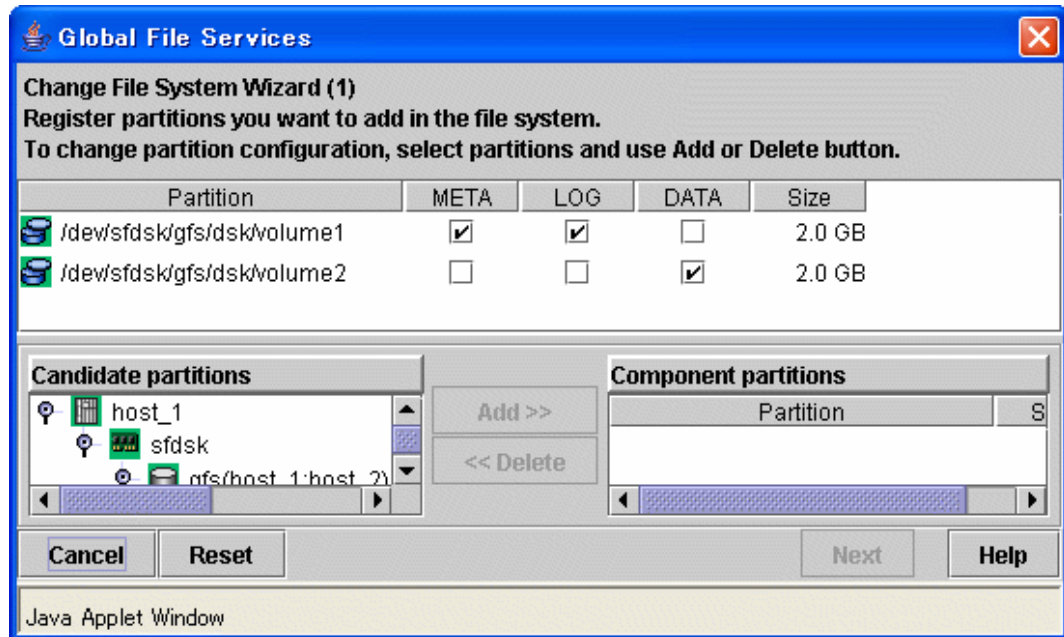 Global File Services
Change File System Wizard (1)
Register partitions you want to add in the file system.
To change partition configuration, select partitions and use Add or Delete button.
Partition META LOG DATA Size
/dev/sfdsk/gfs/dsk/volume1 2.0 GB
/dev/sfdsk/gfs/dsk/volume2 2.0 GB
Candidate partitions
host_1
sfdsk
gfs(host_1:host_2)
Add >>
<< Delete
Component partitions
Partition S
Cancel Reset Next Help
Java Applet Window